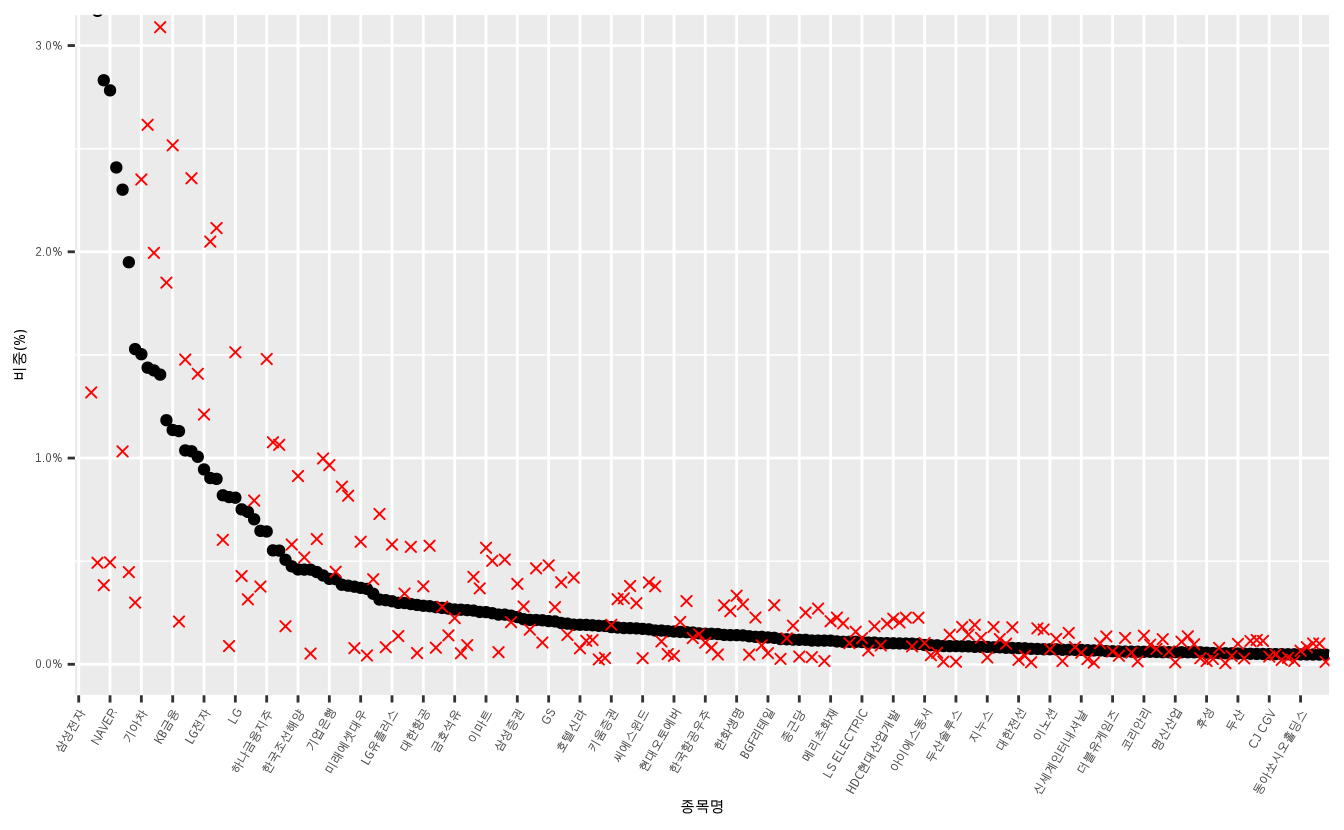 3.0%
2.0%
1.0%
0.0%
비중(%)
삼성전자
NAVER
기아차
KB금융
LG전자
LG
하나금융지주
한국조선해양
기업은행
미래에셋대우
LG유플러스
대한항공
금호석유
이마트
삼성증권
GS
호텔신라
키움증권
씨에스윈드
현대오토에버
한국항공우주
한화생명
BGF리테일
종근당
메리츠화재
LS ELECTRIC
HDC현대산업개발
아이에스동서
두산솔루스
지누스
대한전선
이노션
신세계인터내셔날
더블유게임즈
코리안리
명신산업
후성
두산
CJ CGV
동아쏘시오홀딩스
종목명